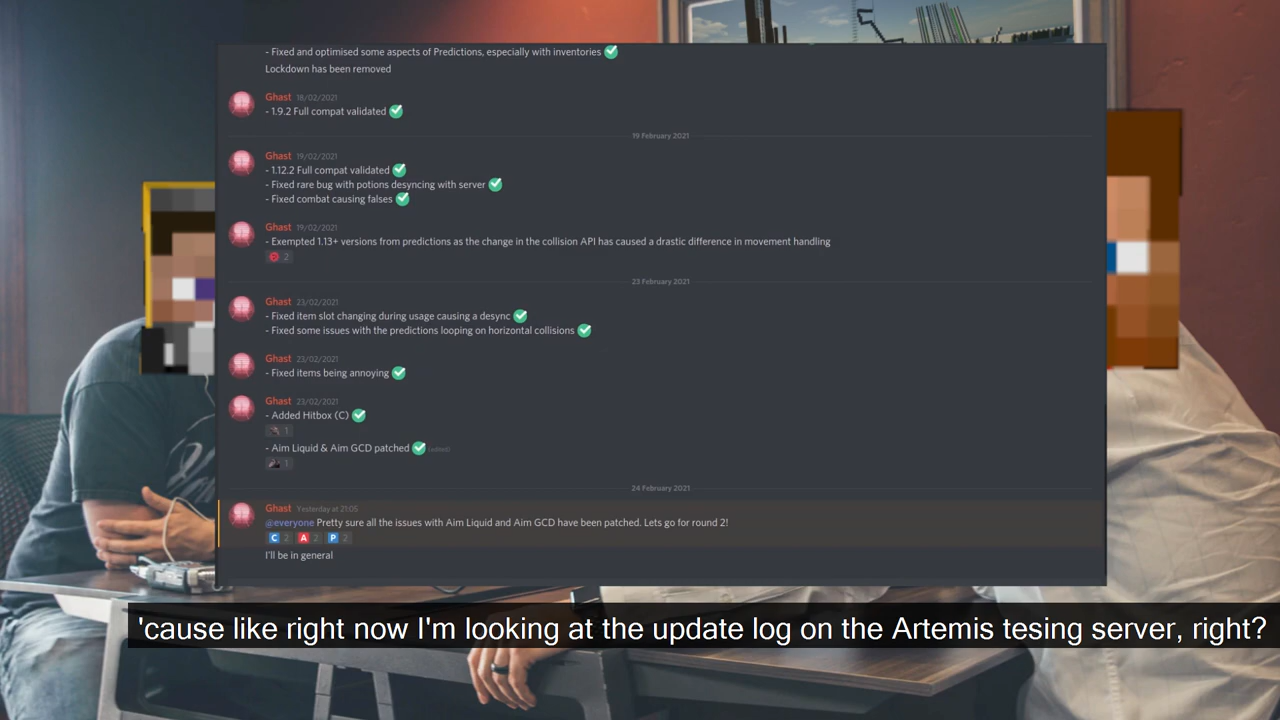 - Fixed and optimised some aspects of Predictions, especially with inventories
Lockdown has been removed
Ghast 18/02/2021
- 1.9.2 Full compat validated
19 February 2021
Ghast 19/02/2021
- 1.12.2 Full compat validated
- Fixed rare bug with potions desyncing with server
- Fixed combat causing falses
Ghast 19/02/2021
- Exempted 1.13+ versions from predictions as the change in the collision API has caused a drastic difference in movement handling
2
23 February 2021
Ghast 23/02/2021
- Fixed item slot changing during usage causing a desync
- Fixed some issues with the predictions looping on horizontal collisions
Ghast 23/02/2021
- Fixed items being annoying
Ghast 23/02/2021
- Added Hitbox (C)
1
- Aim Liquid & Aim GCD patched (edited)
1
24 February 2021
Ghast Yesterday at 21:05
@everyone Pretty sure all the issues with Aim Liquid and Aim GCD have been patched. Lets go for round 2!
C 2 A 2 P 2
I'll be in general
'cause like right now I'm looking at the update log on the Artemis tesing server, right?